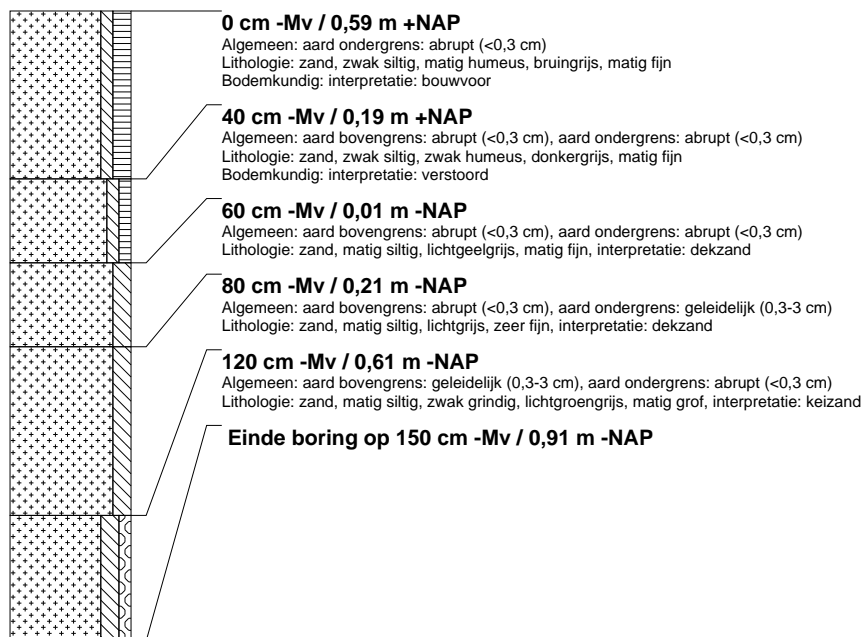 0 cm -Mv / 0,59 m +NAP
Algemeen: aard ondergrens: abrupt (<0,3 cm)
Lithologie: zand, zwak siltig, matig humeus, bruingrijs, matig fijn
Bodemkundig: interpretatie: bouwvoor
40 cm -Mv / 0,19 m +NAP
Algemeen: aard bovengrens: abrupt (<0,3 cm), aard ondergrens: abrupt (<0,3 cm)
Lithologie: zand, zwak siltig, zwak humeus, donkergrijs, matig fijn
Bodemkundig: interpretatie: verstoord
60 cm -Mv / 0,01 m -NAP
Algemeen: aard bovengrens: abrupt (<0,3 cm), aard ondergrens: abrupt (<0,3 cm)
Lithologie: zand, matig siltig, lichtgeelgrijs, matig fijn, interpretatie: dekzand
80 cm -Mv / 0,21 m -NAP
Algemeen: aard bovengrens: abrupt (<0,3 cm), aard ondergrens: geleidelijk (0,3-3 cm)
Lithologie: zand, matig siltig, lichtgrijs, zeer fijn, interpretatie: dekzand
120 cm -Mv / 0,61 m -NAP
Algemeen: aard bovengrens: geleidelijk (0,3-3 cm), aard ondergrens: abrupt (<0,3 cm)
Lithologie: zand, matig siltig, zwak grindig, lichtgroengrijs, matig grof, interpretatie: keizand
Einde boring op 150 cm -Mv / 0,91 m -NAP